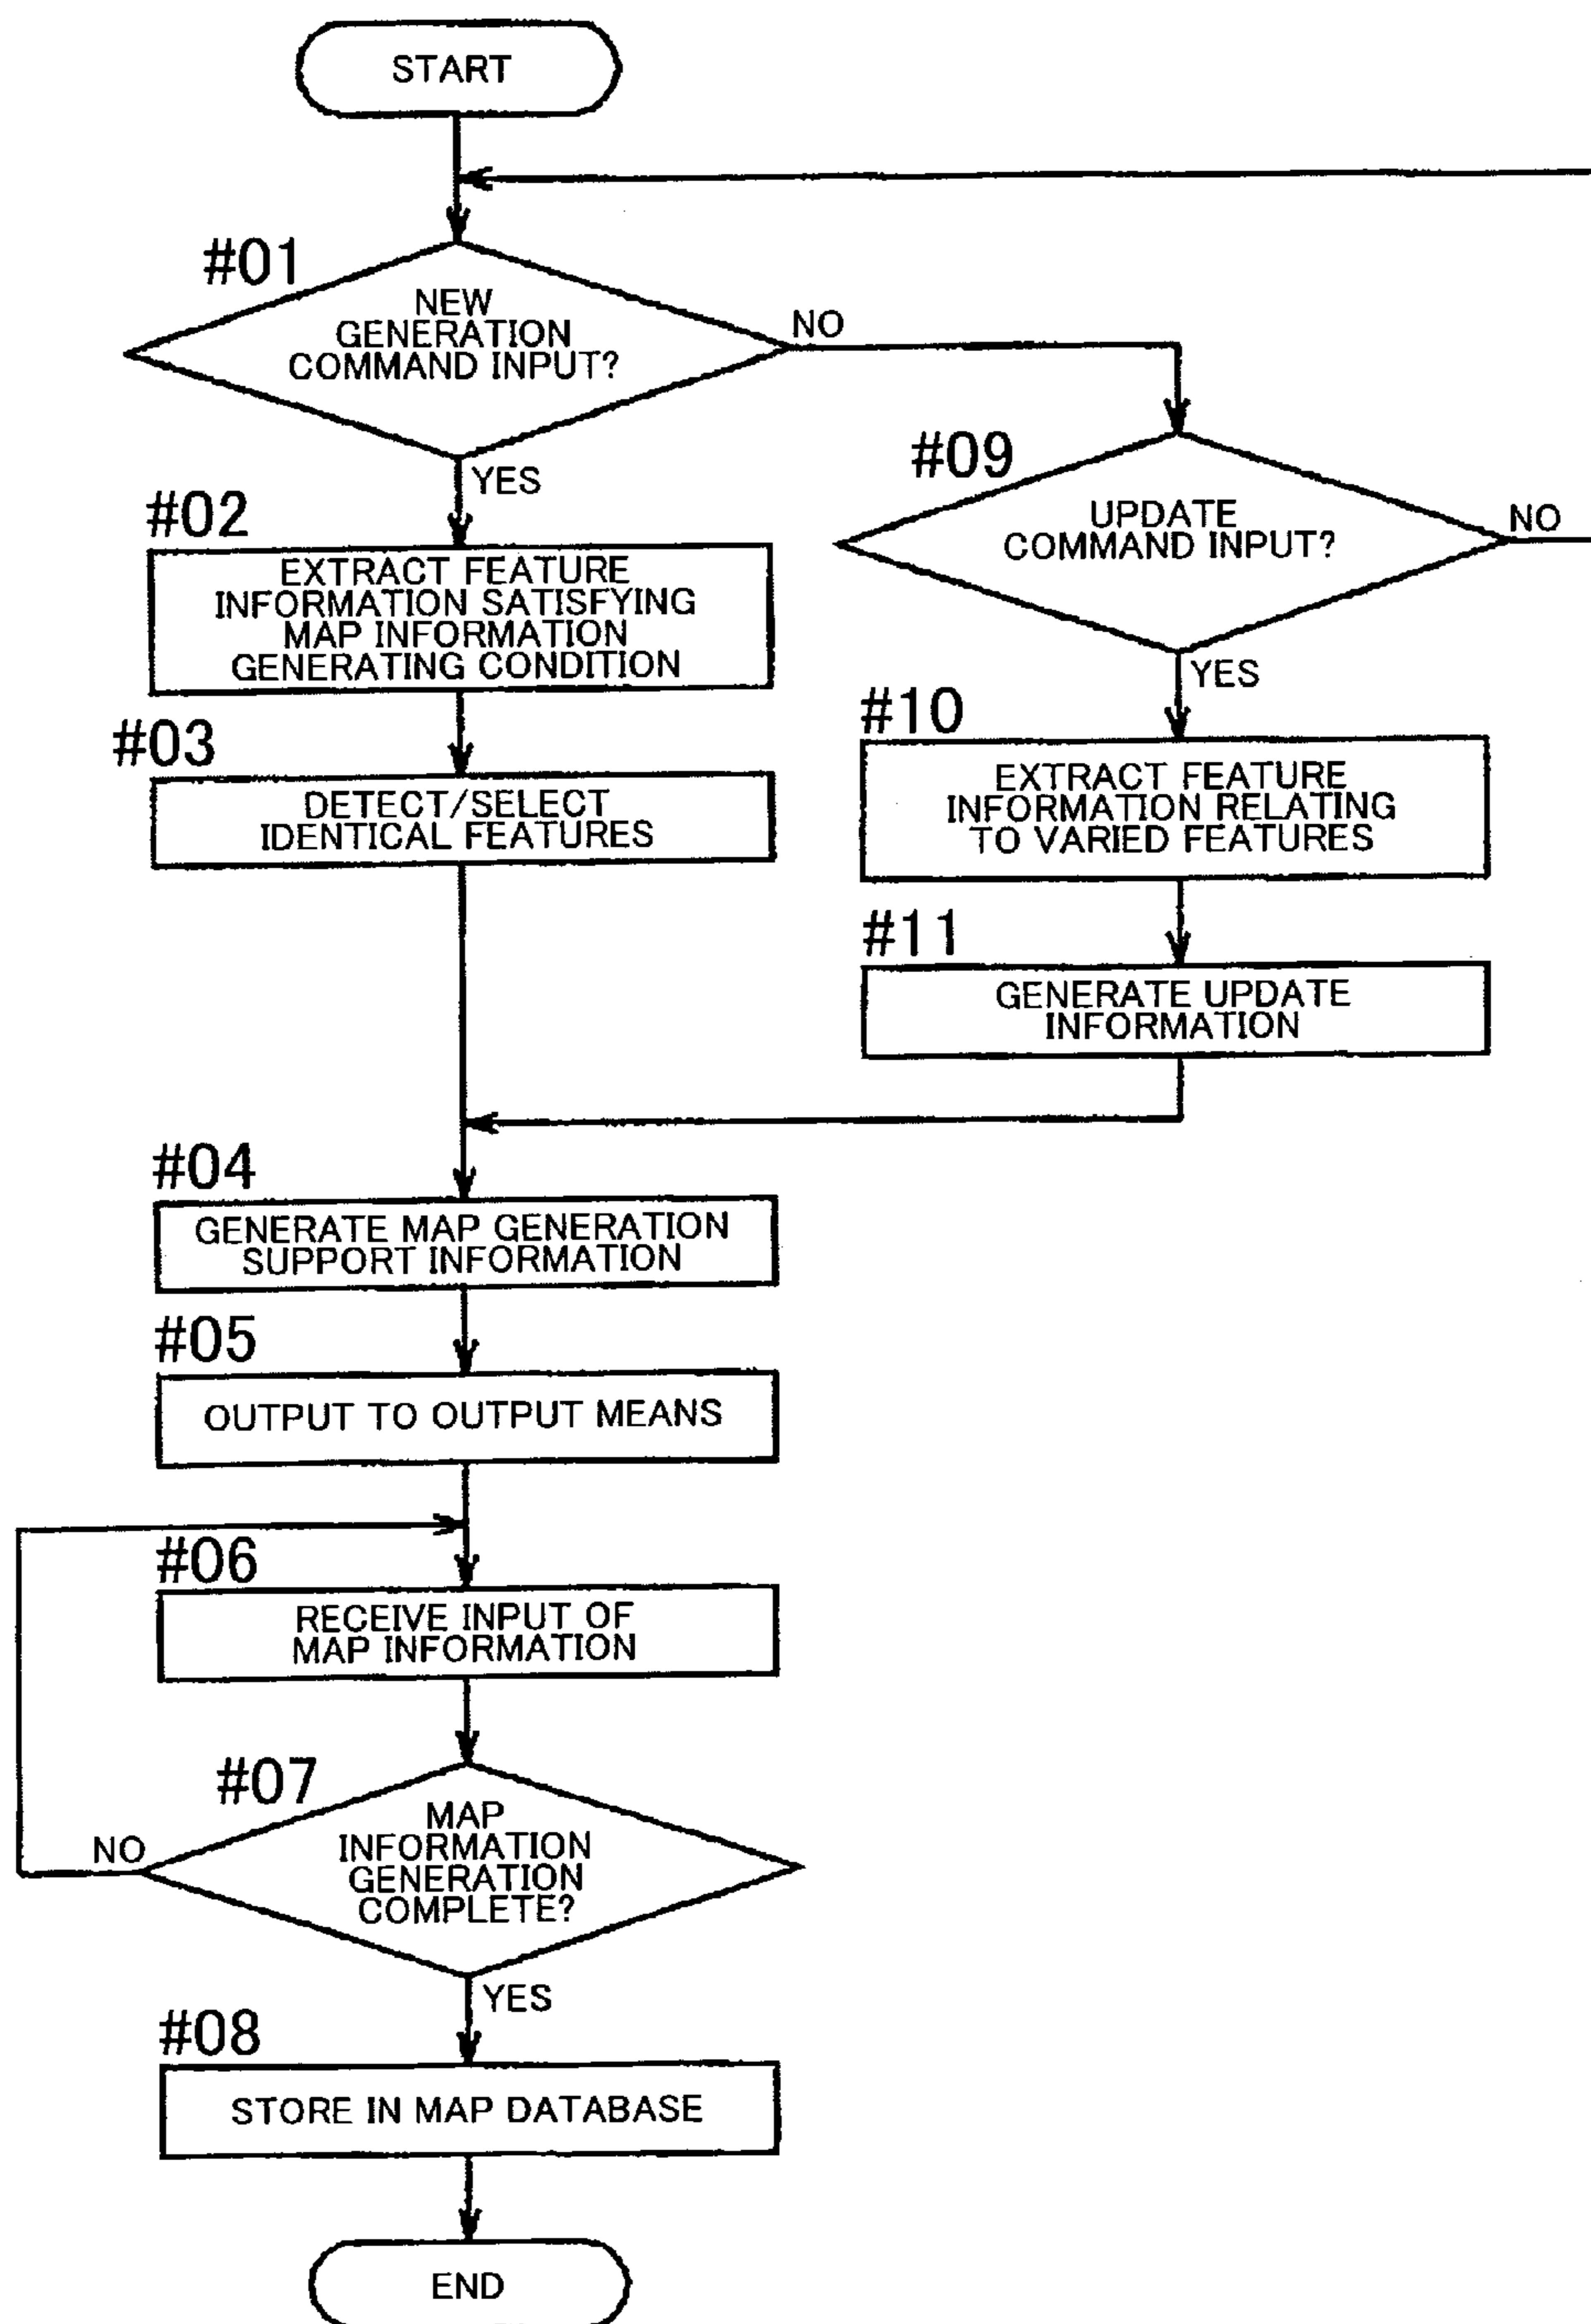 START
#01
NEW
GENERATION
COMMAND INPUT?
NO
YES
#09
UPDATE
COMMAND INPUT?
NO
YES
#02
EXTRACT FEATURE
INFORMATION SATISFYING
MAP INFORMATION
GENERATING CONDITION
#03
DETECT/SELECT
IDENTICAL FEATURES
#10
EXTRACT FEATURE
INFORMATION RELATING
TO VARIED FEATURES
#11
GENERATE UPDATE
INFORMATION
#04
GENERATE MAP GENERATION
SUPPORT INFORMATION
#05
OUTPUT TO OUTPUT MEANS
#06
RECEIVE INPUT OF
MAP INFORMATION
#07
MAP
INFORMATION
GENERATION
COMPLETE?
NO
YES
#08
STORE IN MAP DATABASE
END